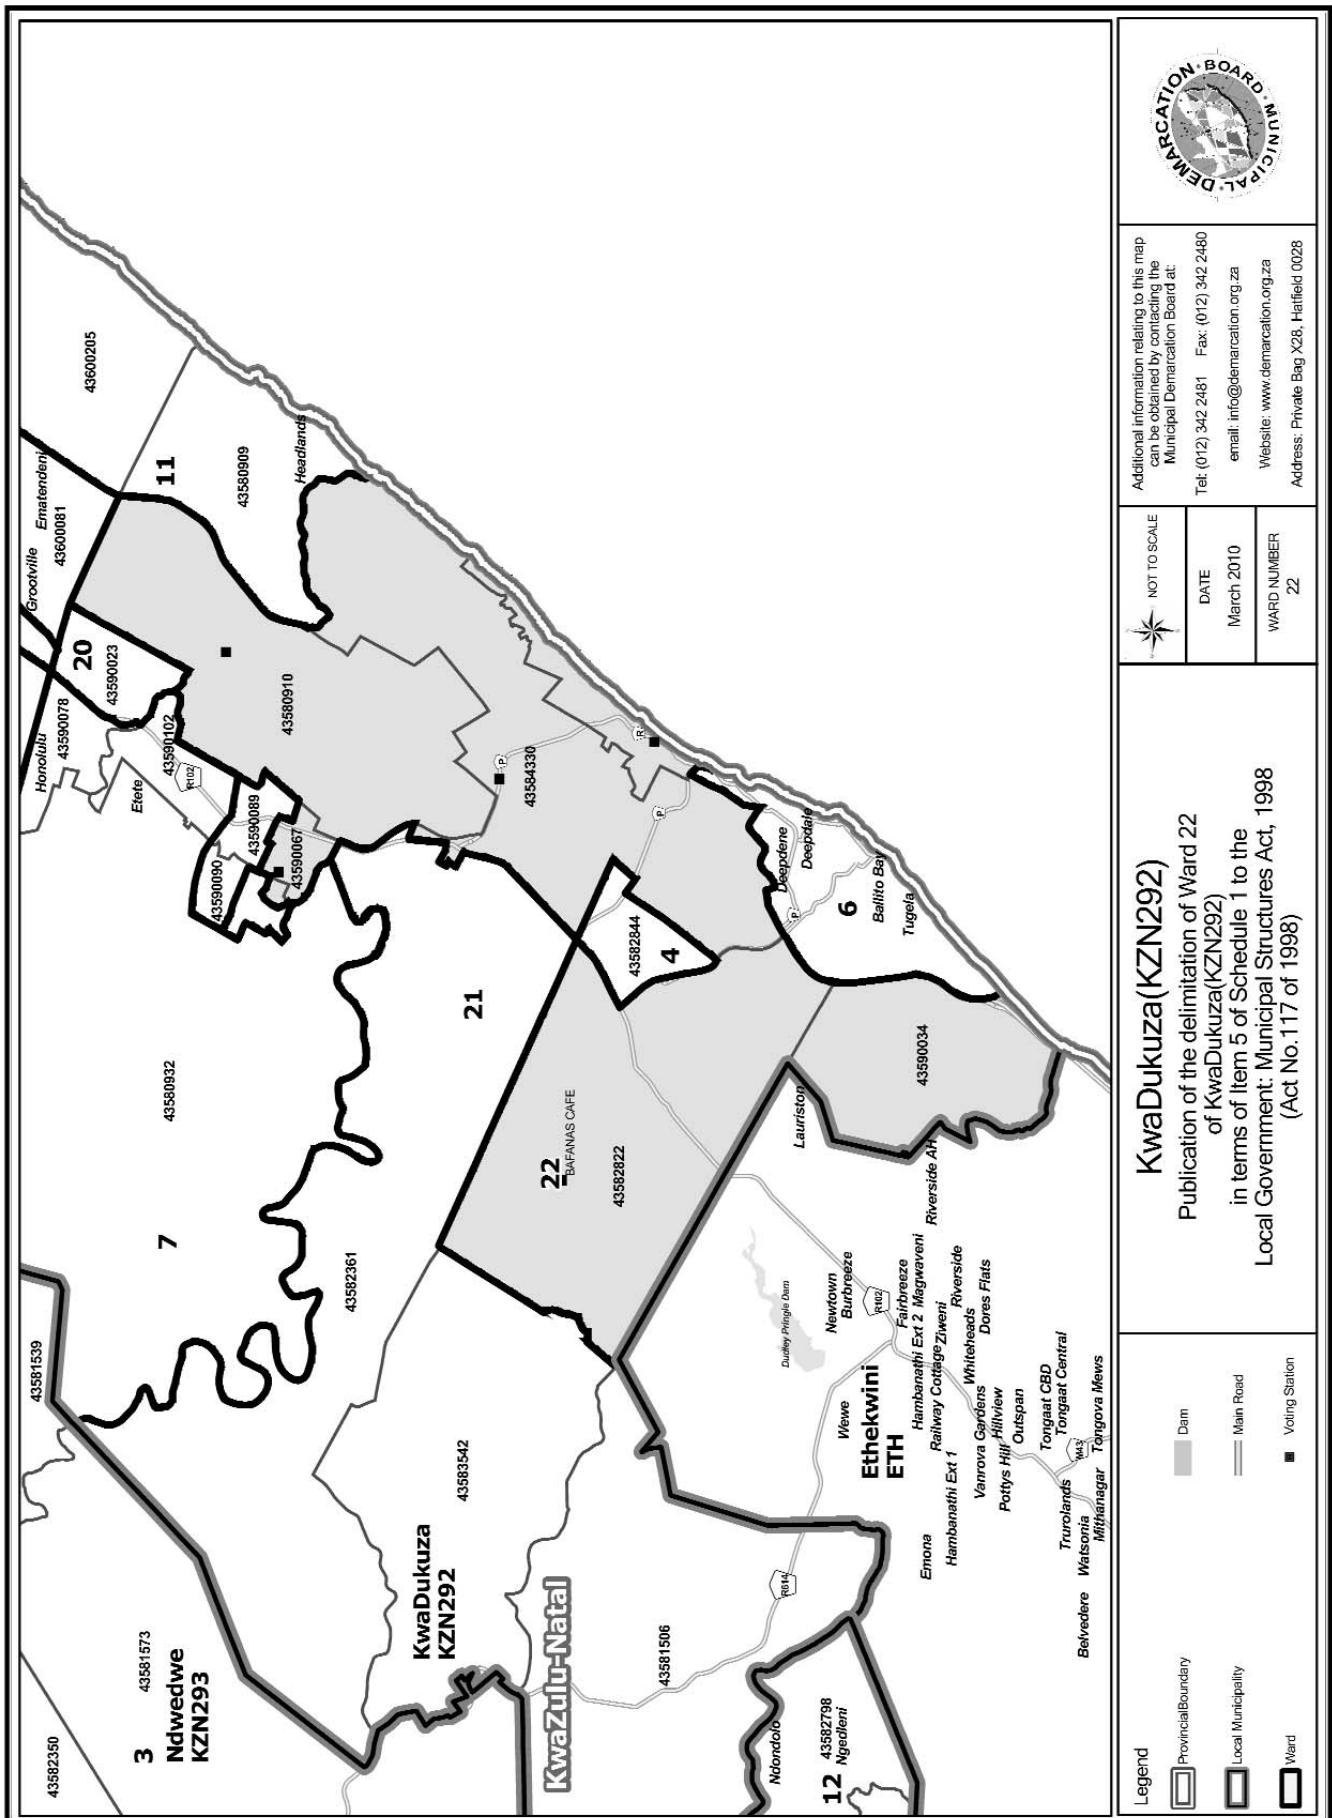 43582350
3
43581573
Ndwedwe
KZN293
43581539
7
43580932
43582361
21
43583542
KwaDukuza
KZN292
KwaZulu-Natal
43581506
R614
Ndondolo
12
43582798
Ngedleni
Honolulu
43590078
Grootville
Ematendeni
43600081
43600205
20
43590023
11
43580909
Headlands
Etete
43590102
R102
43590089
43590090
43590067
43580910
43584330
P
R
P
22
BAFANAS CAFE
43582822
43582844
4
Deepdene
Deepdale
P
6
Ballito Bay
Tugela
43590034
Lauriston
Riverside AH
Dudley Pringle Dam
Newtown
Burbreeze
R102
Wewe
Ethekwini
ETH
Fairbreeze
Hambanathi Ext 2
Magwaveni
Railway Cottage
Ziweni
Riverside
Whiteheads
Dores Flats
Emona
Hambanathi Ext 1
Vanrova Gardens
Pottys Hill
Hillview
Outspan
Tongaat CBD
Tongaat Central
M43
Trurolands
Belvedere
Watsonia
Mithanagar
Tongova Mews
Legend
ProvincialBoundary
Local Municipality
Ward
Dam
Main Road
Voting Station
KwaDukuza(KZN292)
Publication of the delimitation of Ward 22
of KwaDukuza(KZN292)
in terms of Item 5 of Schedule 1 to the
Local Government: Municipal Structures Act, 1998
(Act No.117 of 1998)
NOT TO SCALE
DATE
March 2010
WARD NUMBER
22
Additional information relating to this map
can be obtained by contacting the
Municipal Demarcation Board at:
Tel: (012) 342 2481 Fax: (012) 342 2480
email: info@demarcation.org.za
Website: www.demarcation.org.za
Address: Private Bag X28, Hatfield 0028
MUNICIPAL DEMARCATION BOARD